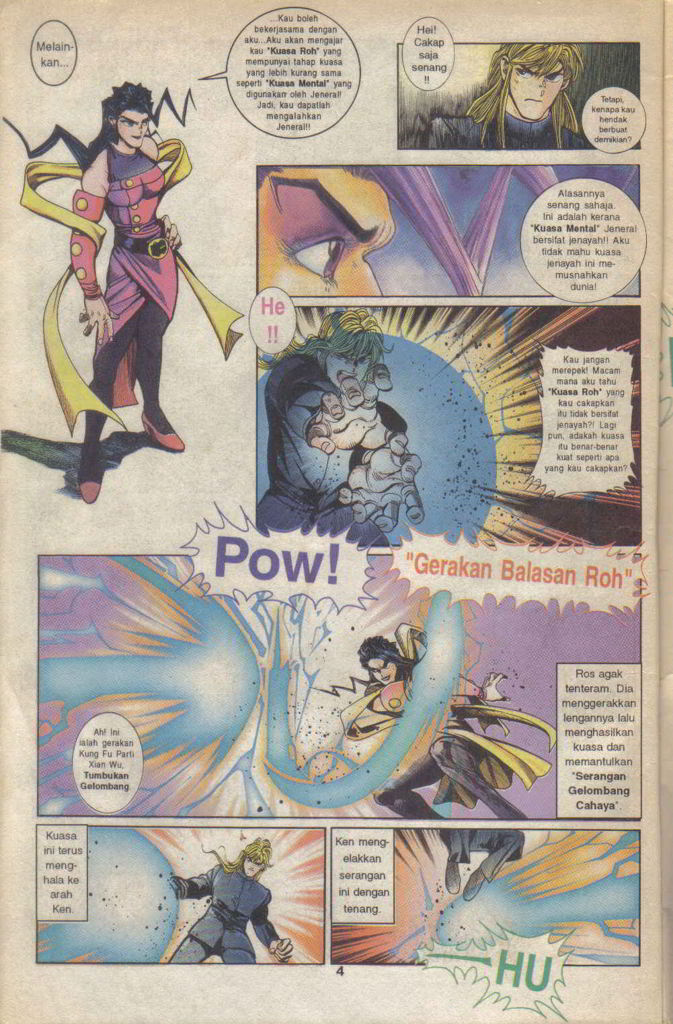 Melain-
kan...
...Kau boleh
bekerjasama dengan
aku...Aku akan mengajar
kau "Kuasa Roh" yang
mempunyai tahap kuasa
yang lebih kurang sama
seperti "Kuasa Mental" yang
digunakan oleh Jeneral!
Jadi, kau dapatlah
mengalahkan
Jeneral!!
Hei!
Cakap
saja
senang
!!
Tetapi,
kenapa kau
hendak
berbuat
demikian?
Alasannya
senang sahaja.
Ini adalah kerana
"Kuasa Mental" Jeneral
bersifat jenayah!! Aku
tidak mahu kuasa
jenayah ini me-
musnahkan
dunia!
He
!!
Kau jangan
merepek! Macam
mana aku tahu
"Kuasa Roh" yang
kau cakapkan
itu tidak bersifat
jenayah?! Lagi
pun, adakah kuasa
itu benar-benar
kuat seperti apa
yang kau cakapkan?
Pow!
"Gerakan Balasan Roh"
Ros agak
tenteram. Dia
menggerakkan
lengannya lalu
menghasilkan
kuasa dan
memantulkan
"Serangan
Gelombang
Cahaya".
Ah! Ini
ialah gerakan
Kung Fu Parti
Xian Wu,
Tumbukan
Gelombang.
Kuasa
ini terus
meng-
hala ke
arah
Ken.
Ken meng-
elakkan
serangan
ini dengan
tenang.
HU
4